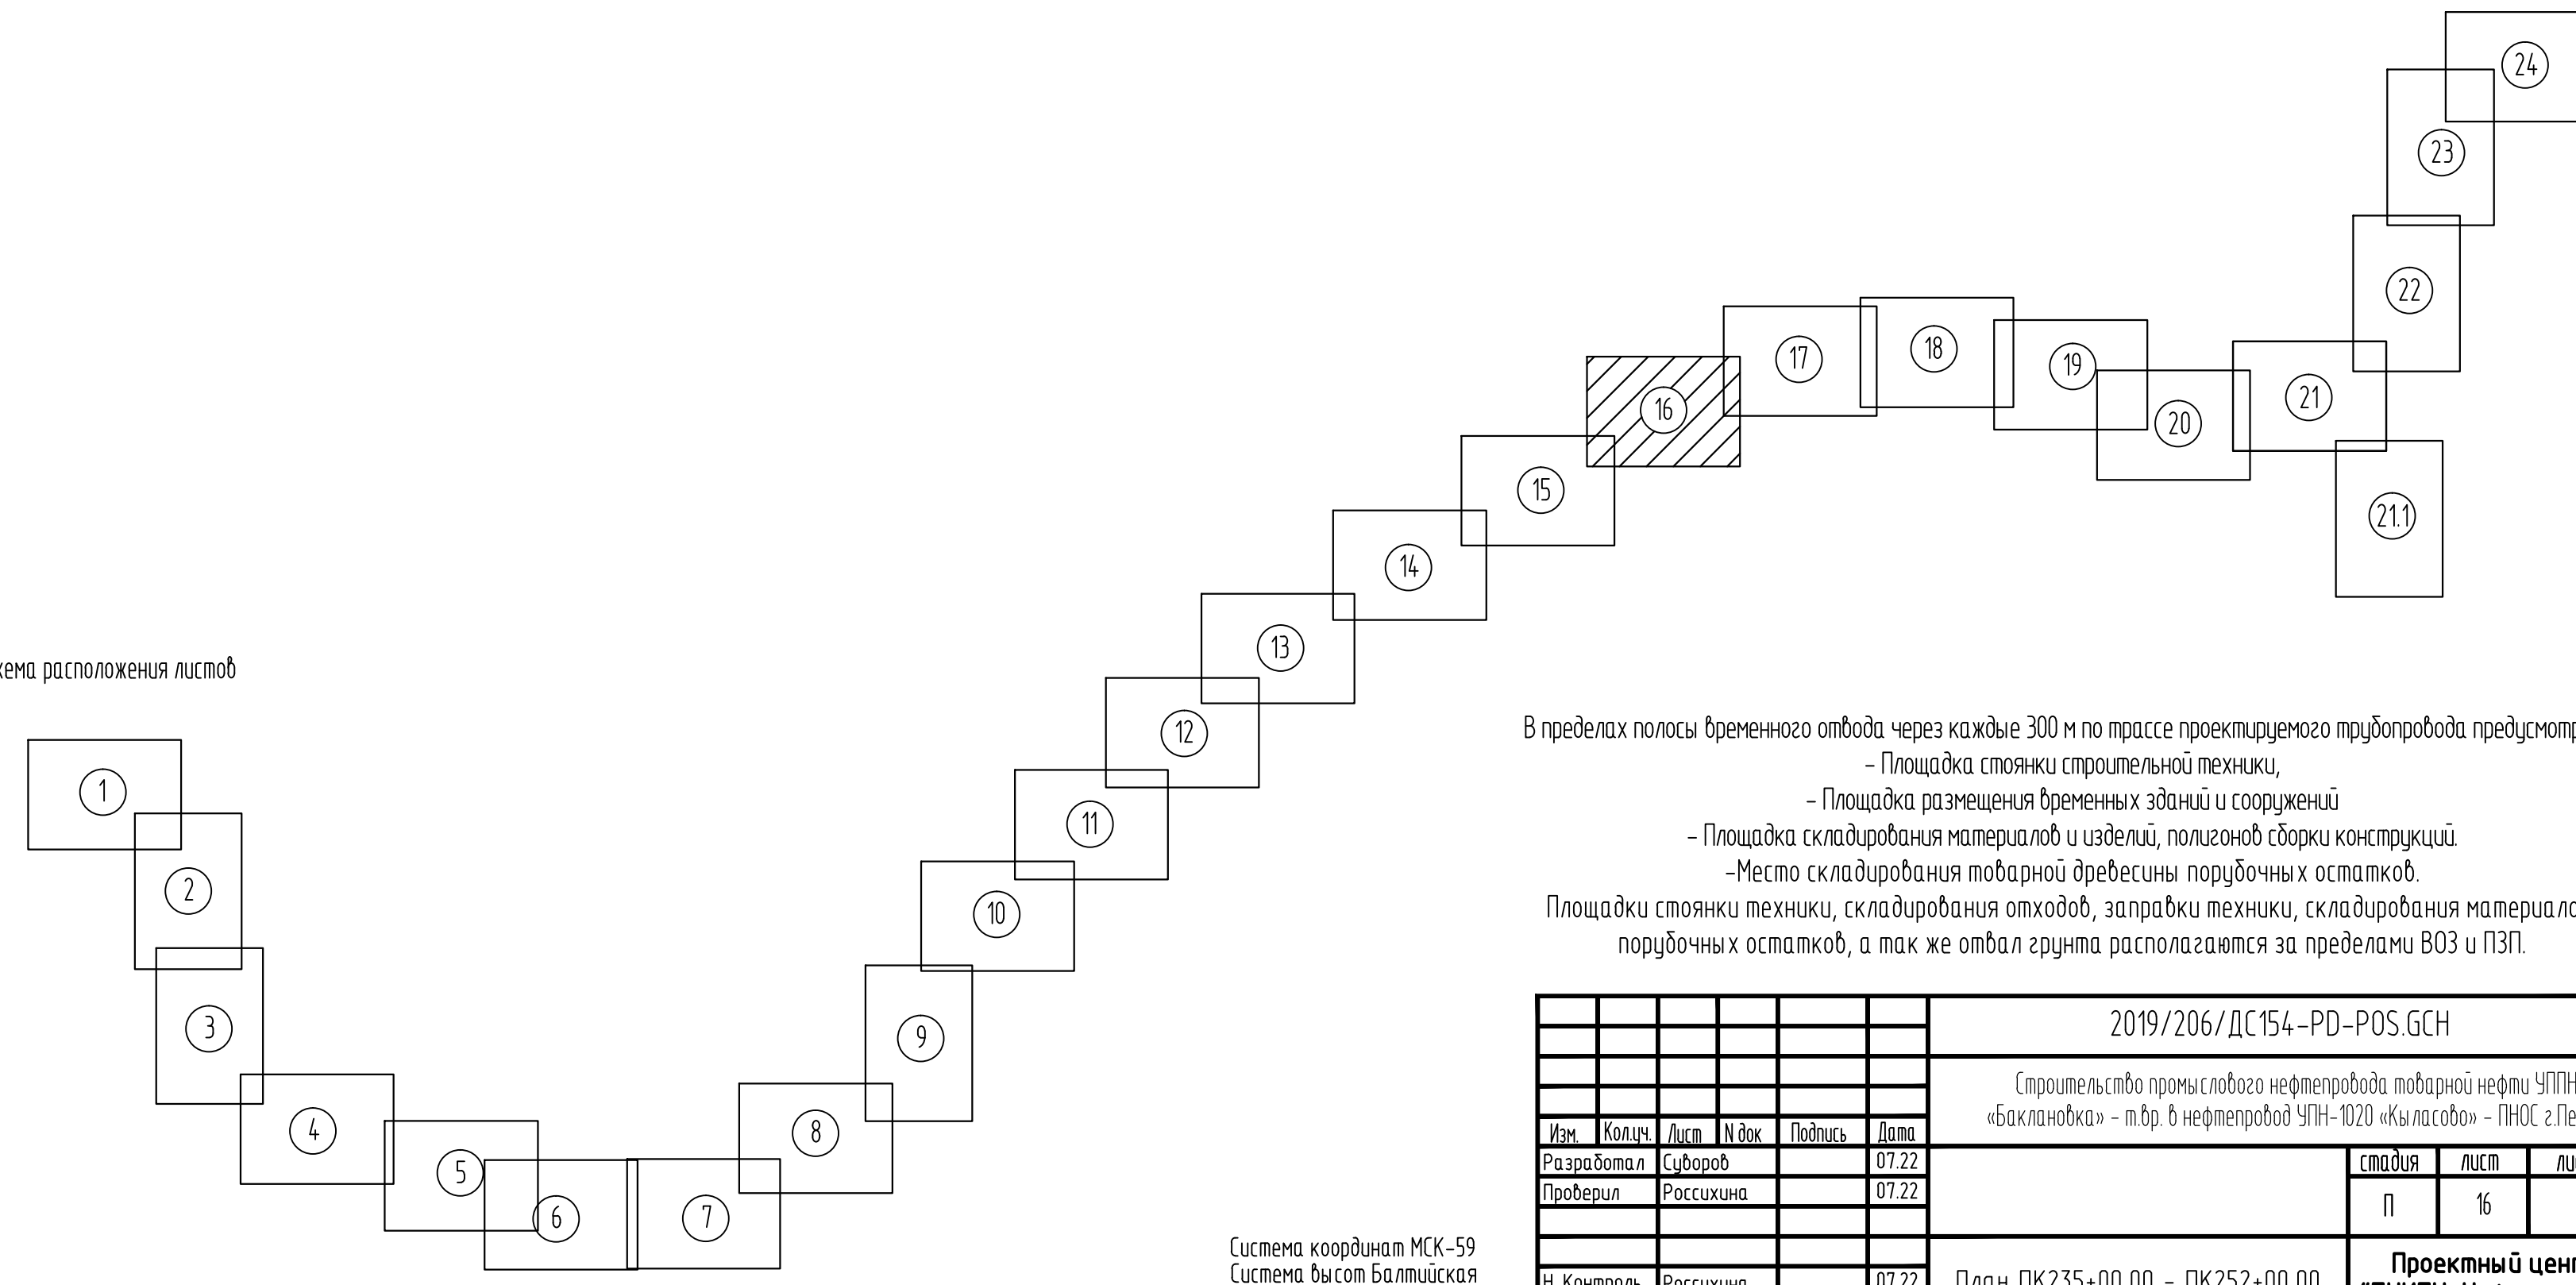 24
23
22
17
18
19
16
20
21
15
21.1
14
13
расположения листов
12
В пределах полосы временного отвода через каждые 300 м по трассе проектируемого трубопровода
- Площадка стоянки строительной техники,
- Площадка размещения временных зданий и сооружений
- Площадка складирования материалов и изделий, полигонов сборки конструкций.
-Место складирования товарной древесины порубочных остатков.
Площадки стоянки техники, складирования отходов, заправки техники, складирования
порубочных остатков, а так же отвал грунта располагаются за пределами ВОЗ и ПЗП.
1
11
2
10
3
9
4
8
5
6
7
Система координат МСК-59
Система высот Балтийская
2019/206/ДС154-PD-POS.GCH
Строительство промыслового нефтепровода товарной нефти УППН
«Баклановка» - т.вр. в нефтепровод УПН-1020 «Кыласово» - ПНОС
Изм. Кол.уч. Лист N док Подпись Дата
Разработал Суворов 07.22 стадия лист
Проверил Россихина 07.22 П 16
Проектный
Н. Контроль Россихина 07.22 План ПК235+00.00 - ПК252+00.00